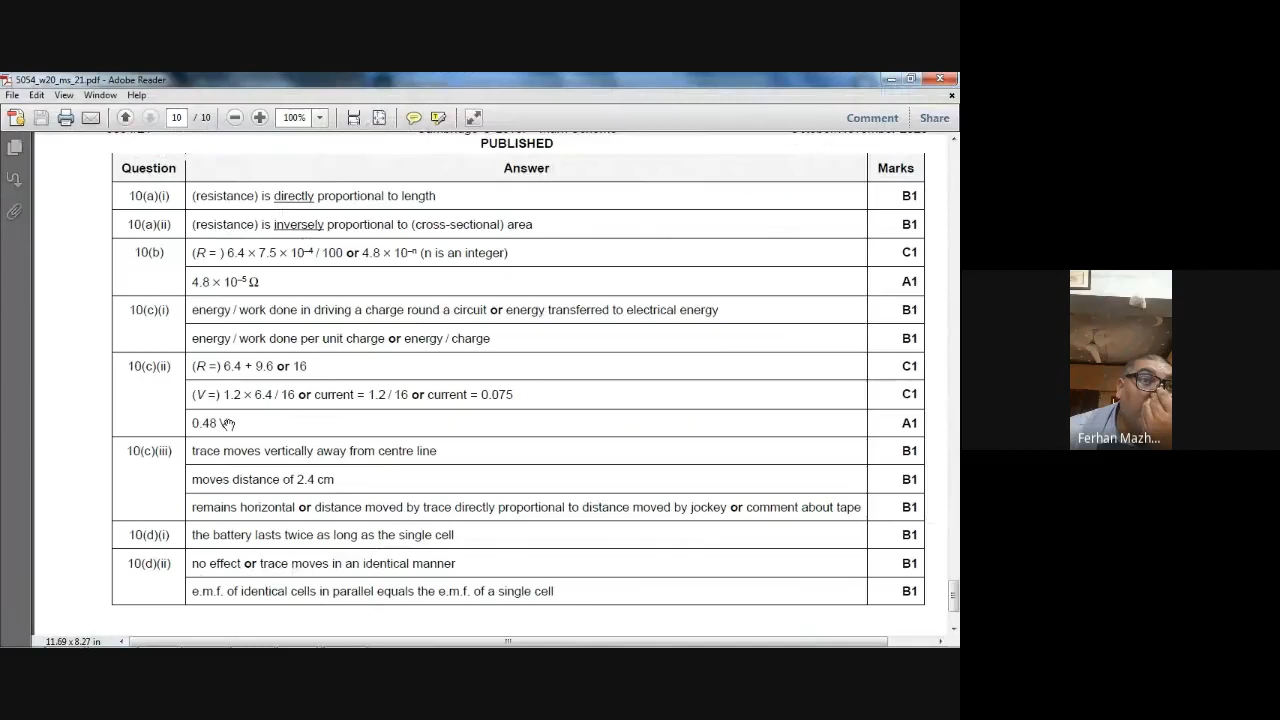 5054_w20_ms_21.pdf - Adobe Reader
File Edit View Window Help
10 / 10 100% Comment Share
PUBLISHED
Question Answer Marks
10(a)(i) (resistance) is directly proportional to length B1
10(a)(ii) (resistance) is inversely proportional to (cross-sectional) area B1
10(b) (R = ) 6.4 × 7.5 × 10⁻⁴ / 100 or 4.8 × 10⁻ⁿ (n is an integer) C1
4.8 × 10⁻⁵ Ω A1
10(c)(i) energy / work done in driving a charge round a circuit or energy transferred to electrical energy B1
energy / work done per unit charge or energy / charge B1
10(c)(ii) (R =) 6.4 + 9.6 or 16 C1
(V =) 1.2 × 6.4 / 16 or current = 1.2 / 16 or current = 0.075 C1
0.48 V A1
10(c)(iii) trace moves vertically away from centre line B1
moves distance of 2.4 cm B1
remains horizontal or distance moved by trace directly proportional to distance moved by jockey or comment about tape B1
10(d)(i) the battery lasts twice as long as the single cell B1
10(d)(ii) no effect or trace moves in an identical manner B1
e.m.f. of identical cells in parallel equals the e.m.f. of a single cell B1
11.69 x 8.27 in
Ferhan Mazh...